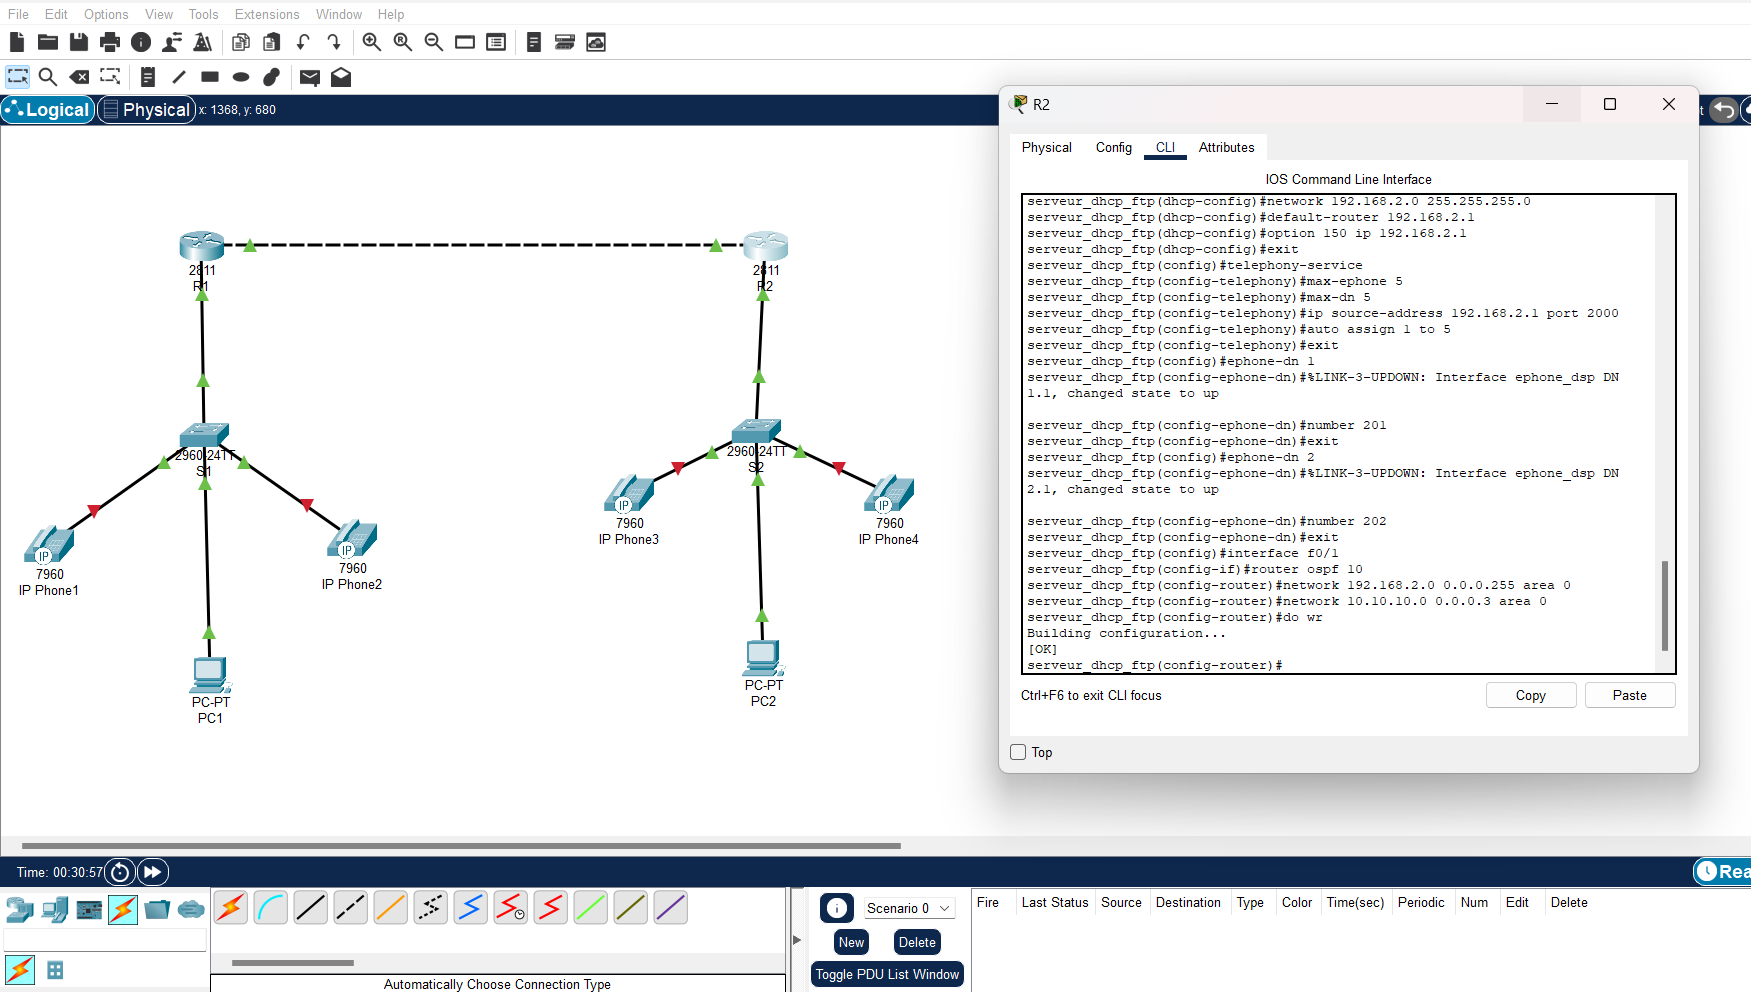 File Edit Options View Tools Extensions Window Help
Logical Physical x: 1368, y: 680
R2
Physical Config CLI Attributes
IOS Command Line Interface
serveur_dhcp_ftp(dhcp-config)#network 192.168.2.0 255.255.255.0
serveur_dhcp_ftp(dhcp-config)#default-router 192.168.2.1
serveur_dhcp_ftp(dhcp-config)#option 150 ip 192.168.2.1
serveur_dhcp_ftp(dhcp-config)#exit
serveur_dhcp_ftp(config)#telephony-service
serveur_dhcp_ftp(config-telephony)#max-ephone 5
serveur_dhcp_ftp(config-telephony)#max-dn 5
serveur_dhcp_ftp(config-telephony)#ip source-address 192.168.2.1 port 2000
serveur_dhcp_ftp(config-telephony)#auto assign 1 to 5
serveur_dhcp_ftp(config-telephony)#exit
serveur_dhcp_ftp(config)#ephone-dn 1
serveur_dhcp_ftp(config-ephone-dn)#%LINK-3-UPDOWN: Interface ephone_dsp DN
1.1, changed state to up
serveur_dhcp_ftp(config-ephone-dn)#number 201
serveur_dhcp_ftp(config-ephone-dn)#exit
serveur_dhcp_ftp(config)#ephone-dn 2
serveur_dhcp_ftp(config-ephone-dn)#%LINK-3-UPDOWN: Interface ephone_dsp DN
2.1, changed state to up
serveur_dhcp_ftp(config-ephone-dn)#number 202
serveur_dhcp_ftp(config-ephone-dn)#exit
serveur_dhcp_ftp(config)#interface f0/1
serveur_dhcp_ftp(config-if)#router ospf 10
serveur_dhcp_ftp(config-router)#network 192.168.2.0 0.0.0.255 area 0
serveur_dhcp_ftp(config-router)#network 10.10.10.0 0.0.0.3 area 0
serveur_dhcp_ftp(config-router)#do wr
Building configuration...
[OK]
serveur_dhcp_ftp(config-router)#
Ctrl+F6 to exit CLI focus
Copy Paste
Top
2811
R1
2811
R2
2960-24TT
S1
2960-24TT
S2
IP
7960
IP Phone1
IP
7960
IP Phone2
IP
7960
IP Phone3
IP
7960
IP Phone4
PC-PT
PC1
PC-PT
PC2
Time: 00:30:57
Rea
Scenario 0
New Delete
Toggle PDU List Window
Fire Last Status Source Destination Type Color Time(sec) Periodic Num Edit Delete
Automatically Choose Connection Type